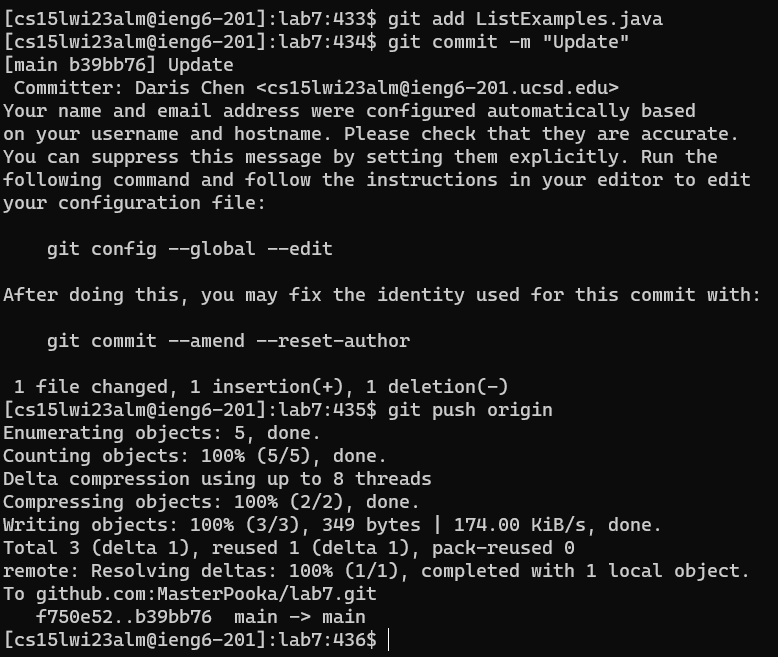 [cs15lwi23alm@ieng6-201]:lab7:433$ git add ListExamples.java
[cs15lwi23alm@ieng6-201]:lab7:434$ git commit -m "Update"
[main b39bb76] Update
 Committer: Daris Chen <cs15lwi23alm@ieng6-201.ucsd.edu>
Your name and email address were configured automatically based
on your username and hostname. Please check that they are accurate.
You can suppress this message by setting them explicitly. Run the
following command and follow the instructions in your editor to edit
your configuration file:

    git config --global --edit

After doing this, you may fix the identity used for this commit with:

    git commit --amend --reset-author

 1 file changed, 1 insertion(+), 1 deletion(-)
[cs15lwi23alm@ieng6-201]:lab7:435$ git push origin
Enumerating objects: 5, done.
Counting objects: 100% (5/5), done.
Delta compression using up to 8 threads
Compressing objects: 100% (2/2), done.
Writing objects: 100% (3/3), 349 bytes | 174.00 KiB/s, done.
Total 3 (delta 1), reused 1 (delta 1), pack-reused 0
remote: Resolving deltas: 100% (1/1), completed with 1 local object.
To github.com:MasterPooka/lab7.git
   f750e52..b39bb76  main -> main
[cs15lwi23alm@ieng6-201]:lab7:436$